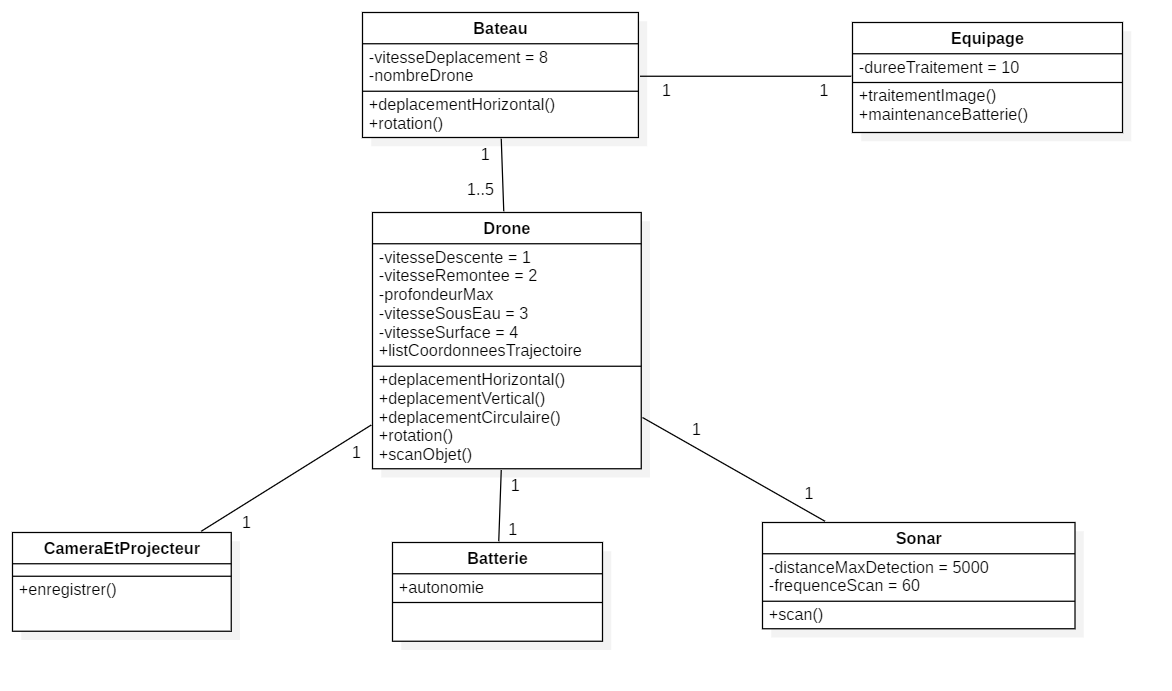 Bateau
-vitesseDeplacement = 8
-nombreDrone
+deplacementHorizontal()
+rotation()
Equipage
-dureeTraitement = 10
+traitementImage()
+maintenanceBatterie()
1
1
1
1..5
Drone
-vitesseDescente = 1
-vitesseRemontee = 2
-profondeurMax
-vitesseSousEau = 3
-vitesseSurface = 4
+listCoordonneesTrajectoire
+deplacementHorizontal()
+deplacementVertical()
+deplacementCirculaire()
+rotation()
+scanObjet()
1
1
1
1
1
1
CameraEtProjecteur
+enregistrer()
Batterie
+autonomie
Sonar
-distanceMaxDetection = 5000
-frequenceScan = 60
+scan()